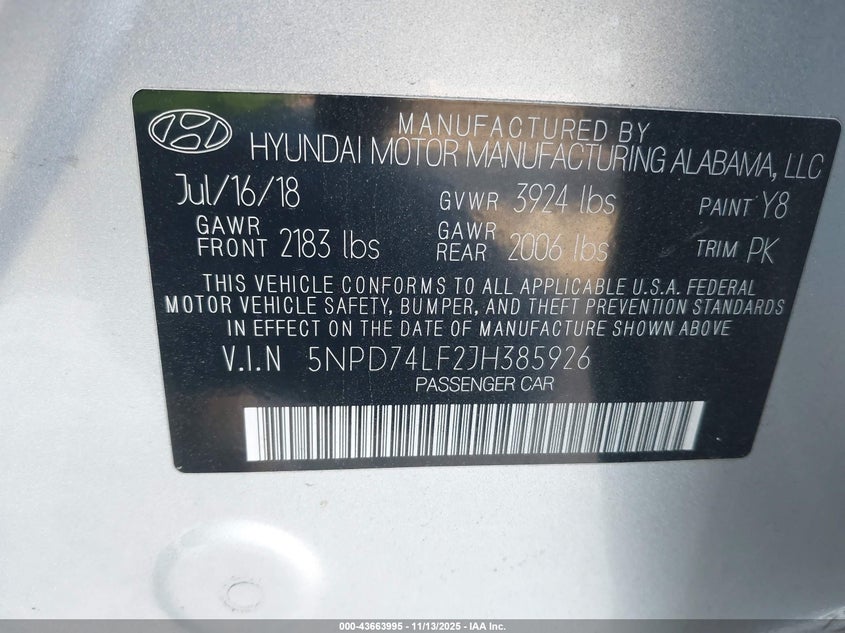 MANUFACTURED BY
HYUNDAI MOTOR MANUFACTURING ALABAMA, LLC
Jul/16/18 GVWR 3924 lbs PAINT Y8
GAWR FRONT 2183 lbs GAWR REAR 2006 lbs TRIM PK
THIS VEHICLE CONFORMS TO ALL APPLICABLE U.S.A. FEDERAL
MOTOR VEHICLE SAFETY, BUMPER, AND THEFT PREVENTION STANDARDS
IN EFFECT ON THE DATE OF MANUFACTURE SHOWN ABOVE.
V.I.N 5NPD74LF2JH385926
PASSENGER CAR
000-43663995 - 11/13/2025 - IAA Inc.